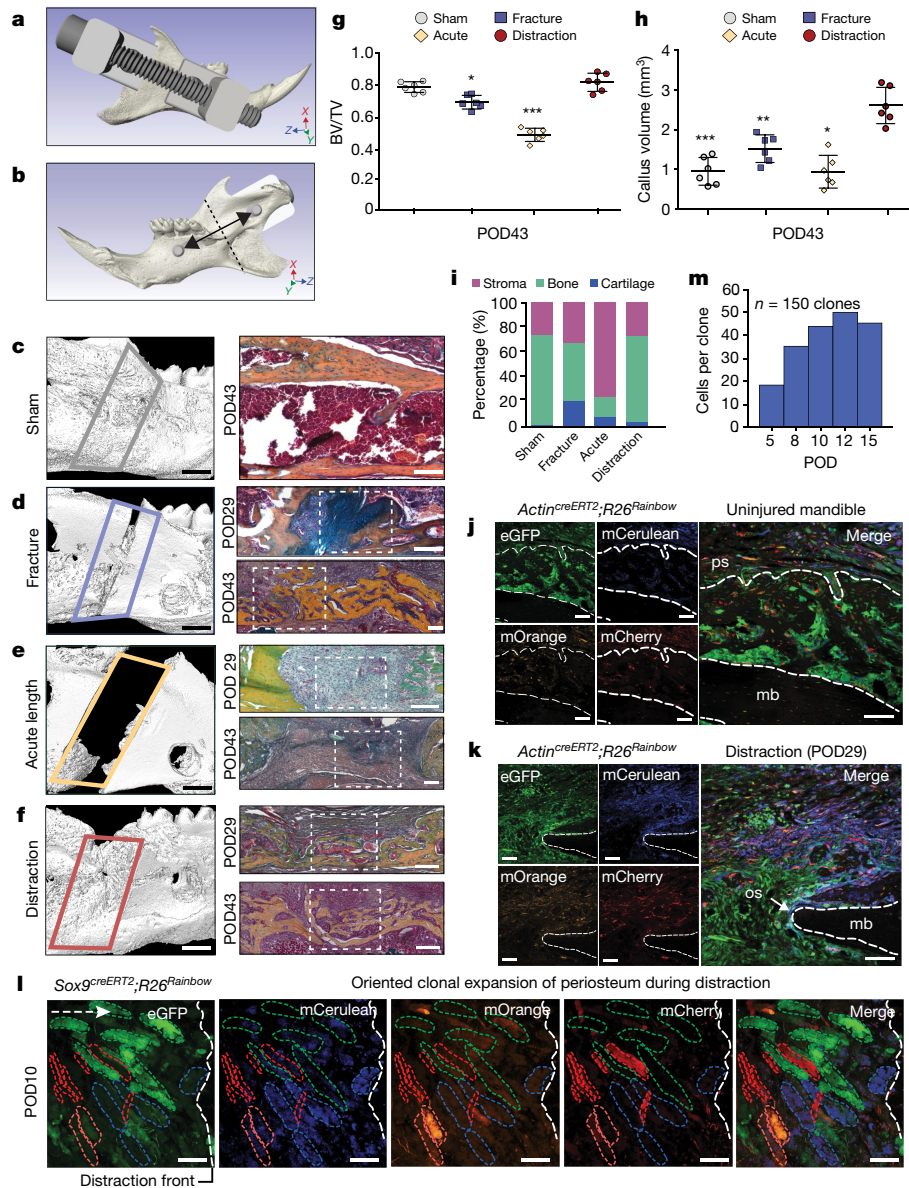 a
X
Z
Y
b
X
Y
Z
g
Sham
Fracture
Acute
Distraction
BV/TV
1.0
0.8
0.6
0.4
0.2
0
*
***
POD43
h
Sham
Fracture
Acute
Distraction
Callus volume (mm3)
4
3
2
1
0
***
**
*
POD43
c
Sham
POD43
d
Fracture
POD29
POD43
e
Acute length
POD 29
POD43
f
Distraction
POD29
POD43
i
Stroma
Bone
Cartilage
Percentage (%)
100
80
60
40
20
0
Sham
Fracture
Acute
Distraction
m
n = 150 clones
Cells per clone
60
50
40
30
20
10
0
5 8 10 12 15
POD
j
ActincreERT2;R26Rainbow
Uninjured mandible
eGFP
mCerulean
Merge
ps
mOrange
mCherry
mb
k
ActincreERT2;R26Rainbow
Distraction (POD29)
eGFP
mCerulean
Merge
mOrange
mCherry
os
mb
l
Sox9creERT2;R26Rainbow
Oriented clonal expansion of periosteum during distraction
POD10
eGFP
mCerulean
mOrange
mCherry
Merge
Distraction front